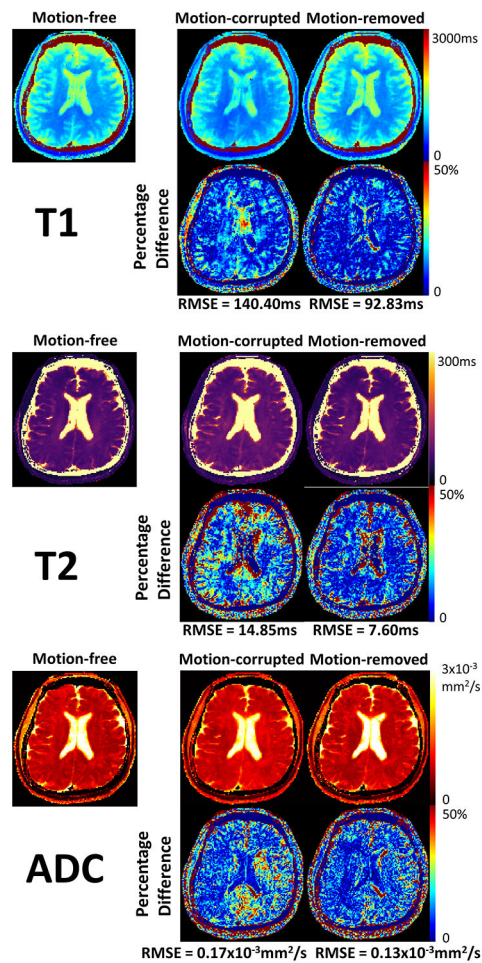 Motion-free
Motion-corrupted
Motion-removed
3000ms
0
T1
Percentage
Difference
50%
0
RMSE = 140.40ms
RMSE = 92.83ms
Motion-free
Motion-corrupted
Motion-removed
300ms
0
T2
Percentage
Difference
50%
0
RMSE = 14.85ms
RMSE = 7.60ms
Motion-free
Motion-corrupted
Motion-removed
3x10⁻³
mm²/s
0
ADC
Percentage
Difference
50%
0
RMSE = 0.17x10⁻³mm²/s
RMSE = 0.13x10⁻³mm²/s